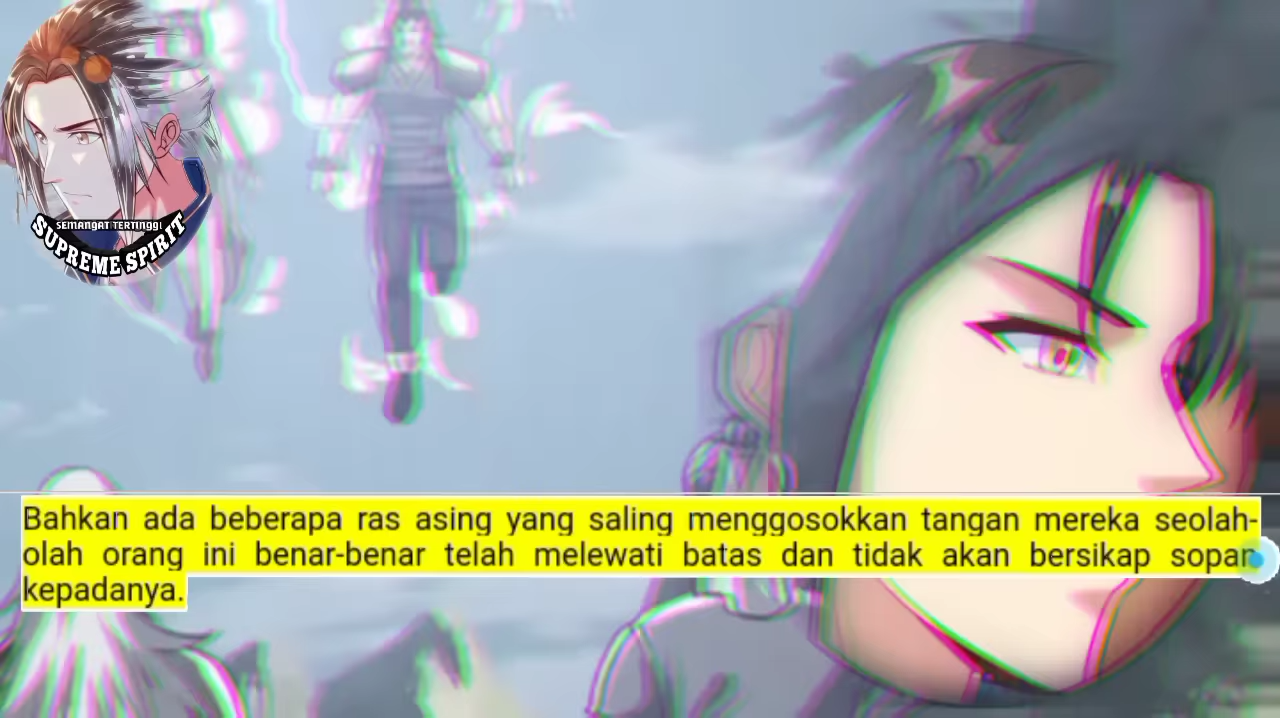 SEMANGAT TERTINGGI
SUPREME SPIRIT
Bahkan ada beberapa ras asing yang saling menggosokkan tangan mereka seolah-
olah orang ini benar-benar telah melewati batas dan tidak akan bersikap sopan
kepadanya.